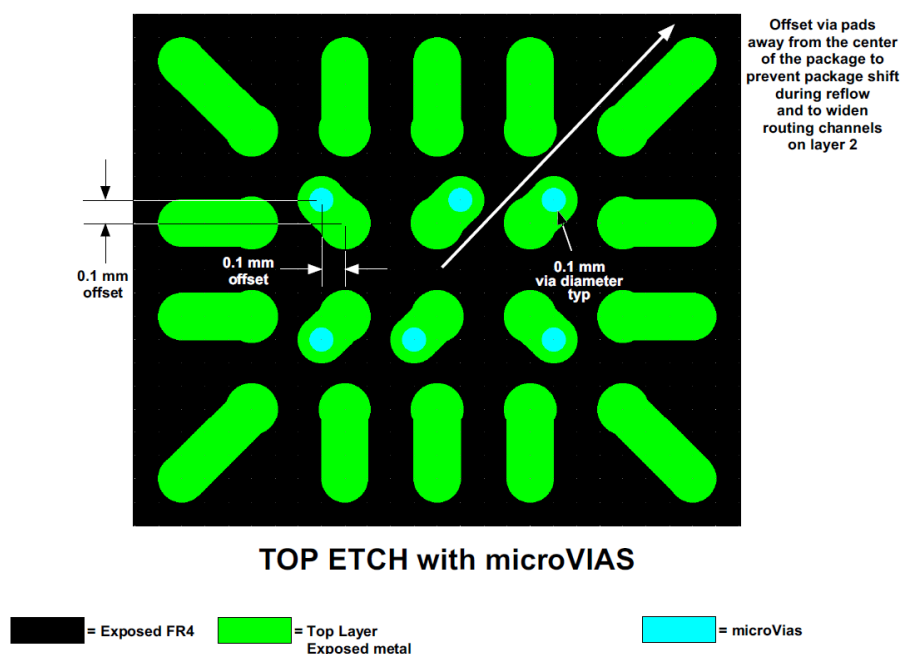 Offset via pads
away from the center
of the package to
prevent package shift
during reflow
and to widen
routing channels
on layer 2
0.1 mm
offset
0.1 mm
offset
0.1 mm
via diameter
typ
TOP ETCH with microVIAS
= Exposed FR4
= Top Layer
Exposed metal
= microVias